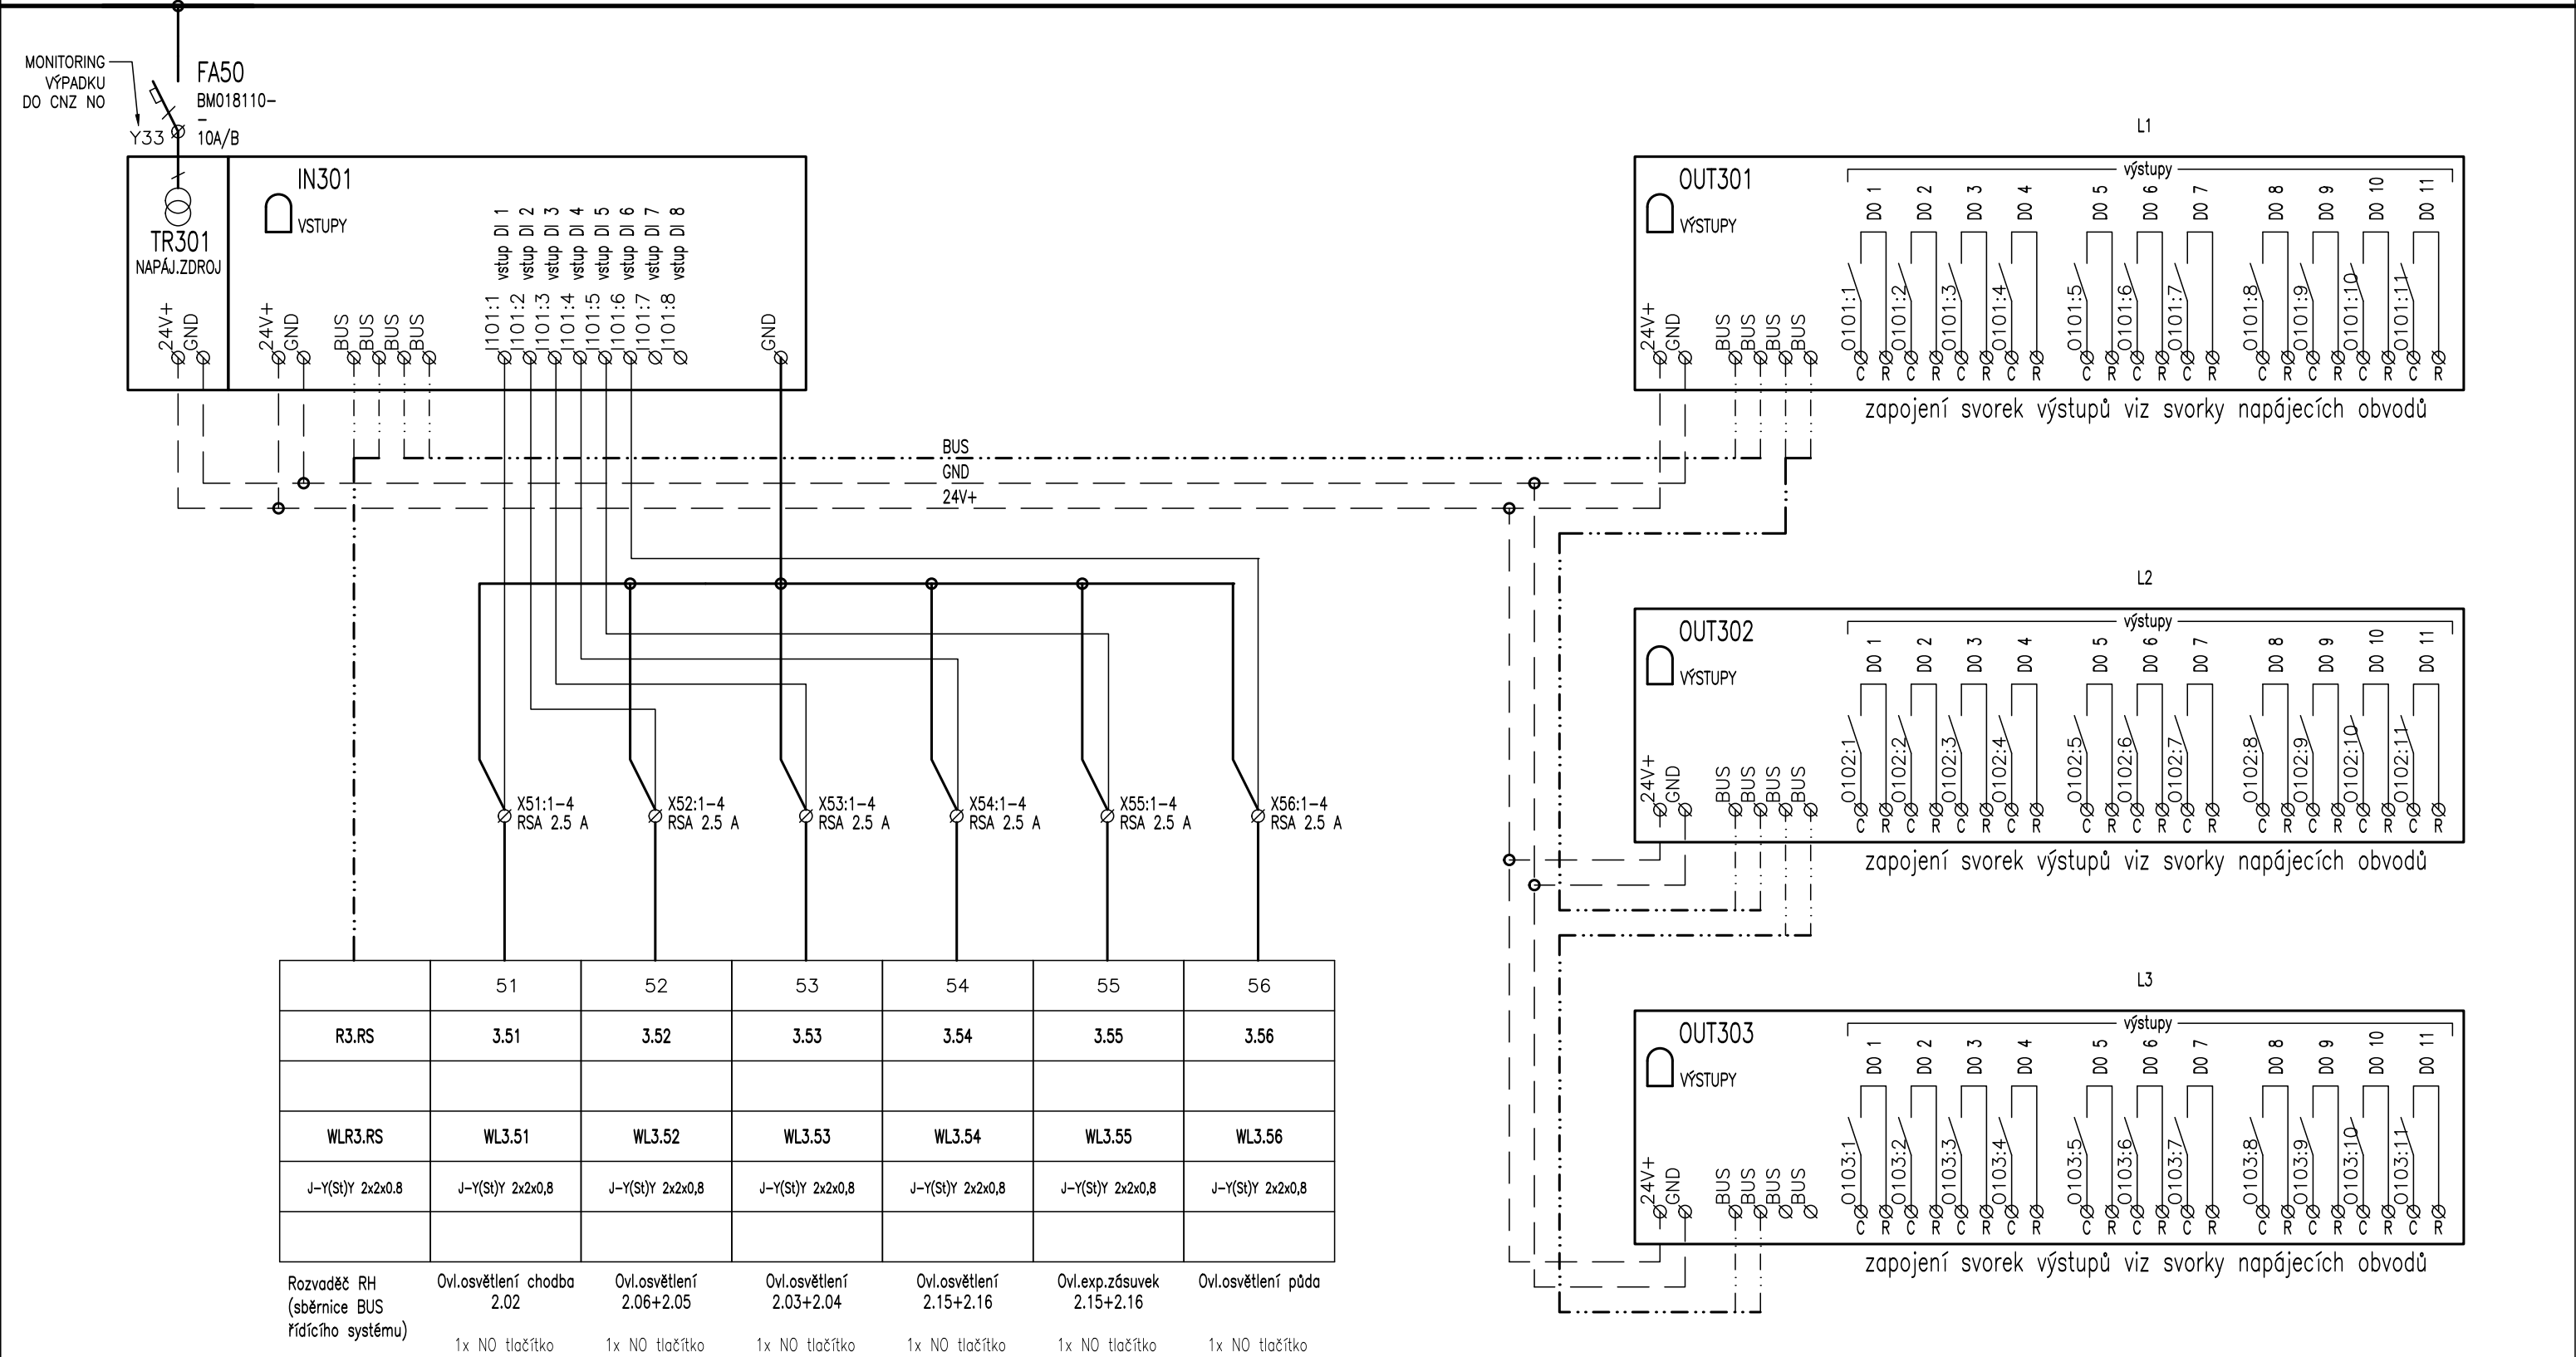 MONITORING
VÝPADKU
DO CNZ NO
FA50
BM018110-
-
10A/B
Y33
TR301
NAPÁJ.ZDROJ
24V+
GND
IN301
VSTUPY
24V+
GND
BUS
BUS
BUS
BUS
I101:1 vstup DI 1
I101:2 vstup DI 2
I101:3 vstup DI 3
I101:4 vstup DI 4
I101:5 vstup DI 5
I101:6 vstup DI 6
I101:7 vstup DI 7
I101:8 vstup DI 8
GND
BUS
GND
24V+
L1
OUT301
VÝSTUPY
výstupy
24V+
GND
BUS
BUS
BUS
BUS
DO 1
DO 2
DO 3
DO 4
DO 5
DO 6
DO 7
DO 8
DO 9
DO 10
DO 11
O101:1
O101:2
O101:3
O101:4
O101:5
O101:6
O101:7
O101:8
O101:9
O101:10
O101:11
C R C R C R C R C R C R C R C R C R C R C R
zapojení svorek výstupů viz svorky napájecích obvodů
L2
OUT302
VÝSTUPY
výstupy
24V+
GND
BUS
BUS
BUS
BUS
DO 1
DO 2
DO 3
DO 4
DO 5
DO 6
DO 7
DO 8
DO 9
DO 10
DO 11
O102:1
O102:2
O102:3
O102:4
O102:5
O102:6
O102:7
O102:8
O102:9
O102:10
O102:11
C R C R C R C R C R C R C R C R C R C R C R
zapojení svorek výstupů viz svorky napájecích obvodů
L3
OUT303
VÝSTUPY
výstupy
24V+
GND
BUS
BUS
BUS
BUS
DO 1
DO 2
DO 3
DO 4
DO 5
DO 6
DO 7
DO 8
DO 9
DO 10
DO 11
O103:1
O103:2
O103:3
O103:4
O103:5
O103:6
O103:7
O103:8
O103:9
O103:10
O103:11
C R C R C R C R C R C R C R C R C R C R C R
zapojení svorek výstupů viz svorky napájecích obvodů
X51:1-4
RSA 2.5 A
X52:1-4
RSA 2.5 A
X53:1-4
RSA 2.5 A
X54:1-4
RSA 2.5 A
X55:1-4
RSA 2.5 A
X56:1-4
RSA 2.5 A
51 52 53 54 55 56
R3.RS 3.51 3.52 3.53 3.54 3.55 3.56
WLR3.RS WL3.51 WL3.52 WL3.53 WL3.54 WL3.55 WL3.56
J-Y(St)Y 2x2x0.8 J-Y(St)Y 2x2x0,8 J-Y(St)Y 2x2x0,8 J-Y(St)Y 2x2x0,8 J-Y(St)Y 2x2x0,8 J-Y(St)Y 2x2x0,8 J-Y(St)Y 2x2x0,8
Rozvaděč RH
(sběrnice BUS
řídícího systému)
Ovl.osvětlení chodba
2.02
1x NO tlačítko
Ovl.osvětlení
2.06+2.05
1x NO tlačítko
Ovl.osvětlení
2.03+2.04
1x NO tlačítko
Ovl.osvětlení
2.15+2.16
1x NO tlačítko
Ovl.exp.zásuvek
2.15+2.16
1x NO tlačítko
Ovl.osvětlení půda
1x NO tlačítko